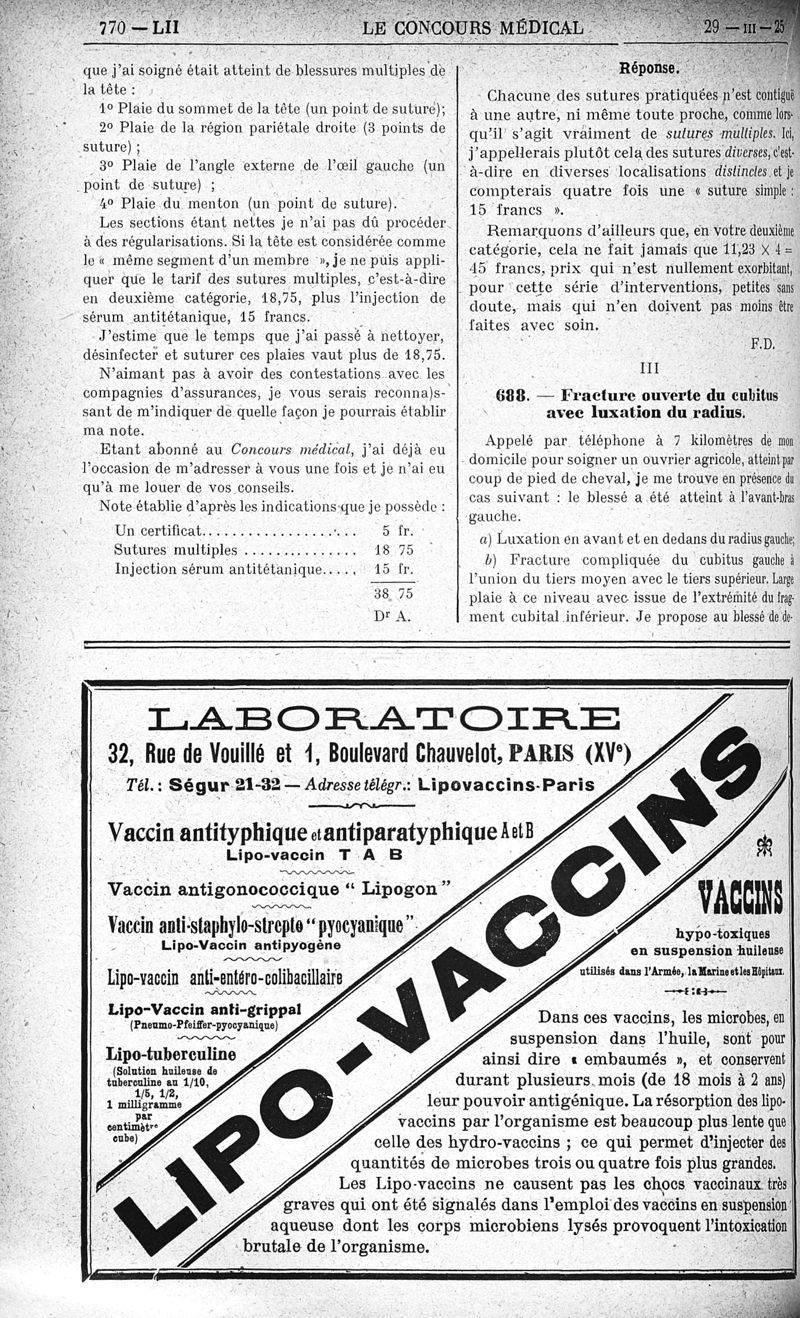 770 — LII LE CONCOURS MÉDICAL 29 — III — 25
que j'ai soigné était atteint de blessures multiples de
la tête :
1º Plaie du sommet de la tête (un point de suture);
2º Plaie de la région pariétale droite (3 points de
suture) ;
3º Plaie de l'angle externe de l'œil gauche (un
point de suture) ;
4º Plaie du menton (un point de suture).
Les sections étant nettes je n'ai pas dû procéder
à des régularisations. Si la tête est considérée comme
le « même segment d'un membre », je ne puis appli-
quer que le tarif des sutures multiples, c'est-à-dire
en deuxième catégorie, 18,75, plus l'injection de
sérum antitétanique, 15 francs.
J'estime que le temps que j'ai passé à nettoyer,
désinfecter et suturer ces plaies vaut plus de 18,75.
N'aimant pas à avoir des contestations avec les
compagnies d'assurances, je vous serais reconna)s-
sant de m'indiquer de quelle façon je pourrais établir
ma note.
Etant abonné au Concours médical, j'ai déjà eu
l'occasion de m'adresser à vous une fois et je n'ai eu
qu'à me louer de vos conseils.
Note établie d'après les indications que je possède :
Un certificat................... 5 fr.
Sutures multiples ............... 18 75
Injection sérum antitétanique..... 15 fr.
38 75
Dr A.
Réponse.
Chacune des sutures pratiquées n'est contiguë
à une autre, ni même toute proche, comme lors-
qu'il s'agit vraiment de sutures multiples. Ici,
j'appellerais plutôt cela des sutures diverses, c'est-
à-dire en diverses localisations distinctes et je
compterais quatre fois une « suture simple :
15 francs ».
Remarquons d'ailleurs que, en votre deuxième
catégorie, cela ne fait jamais que 11,23 X 4 =
45 francs, prix qui n'est nullement exorbitant,
pour cette série d'interventions, petites sans
doute, mais qui n'en doivent pas moins être
faites avec soin.
F.D.
III
688. — Fracture ouverte du cubitus
avec luxation du radius.
Appelé par téléphone à 7 kilomètres de mon
domicile pour soigner un ouvrier agricole, atteint par
coup de pied de cheval, je me trouve en présence du
cas suivant : le blessé a été atteint à l'avant-bras
gauche.
a) Luxation en avant et en dedans du radius gauche;
b) Fracture compliquée du cubitus gauche à
l'union du tiers moyen avec le tiers supérieur. Large
plaie à ce niveau avec issue de l'extrémité du frag-
ment cubital inférieur. Je propose au blessé de de-
LABORATOIRE
32, Rue de Vouillé et 1, Boulevard Chauvelot, PARIS (XVe)
Tél. : Ségur 21-32 — Adresse télégr.: Lipovaccins-Paris
Vaccin antityphique et antiparatyphique A et B
Lipo-vaccin T A B
Vaccin antigonococcique “ Lipogon ”
Vaccin anti-staphylo-strepto “ pyocyanique ”
Lipo-Vaccin antipyogène
Lipo-vaccin anti-entéro-colibacillaire
Lipo-Vaccin anti-grippal
(Pneumo-Pfeiffer-pyocyanique)
Lipo-tuberculine
(Solution huileuse de
tuberculine au 1/10,
1/5, 1/2,
1 milligramme
par
centimètre
cube)
LIPO-VACCINS
VACCINS
hypo-toxiques
en suspension huileuse
utilisés dans l'Armée, la Marine et les Hôpitaux.
Dans ces vaccins, les microbes, en
suspension dans l'huile, sont pour
ainsi dire « embaumés », et conservent
durant plusieurs mois (de 18 mois à 2 ans)
leur pouvoir antigénique. La résorption des lipo-
vaccins par l'organisme est beaucoup plus lente que
celle des hydro-vaccins ; ce qui permet d'injecter des
quantités de microbes trois ou quatre fois plus grandes.
Les Lipo-vaccins ne causent pas les chocs vaccinaux très
graves qui ont été signalés dans l'emploi des vaccins en suspension
aqueuse dont les corps microbiens lysés provoquent l'intoxication
brutale de l'organisme.